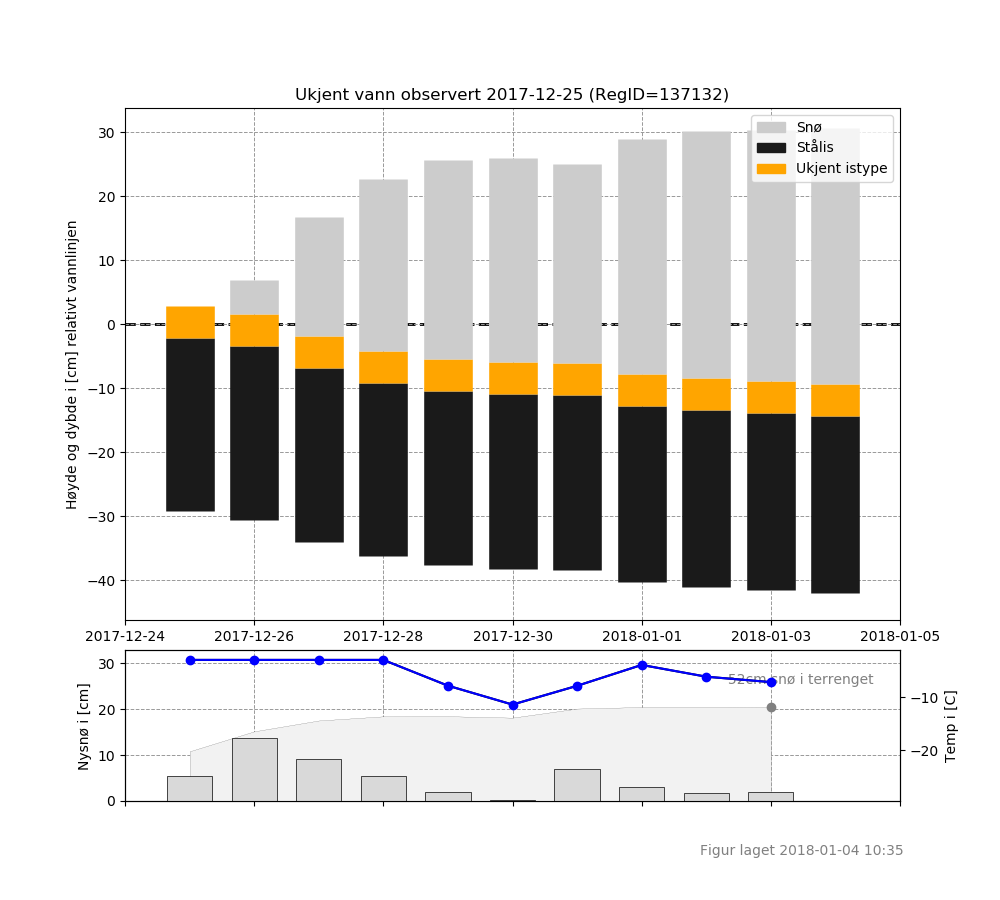 Ukjent vann observert 2017-12-25 (RegID=137132)
Snø
Stålis
Ukjent istype
Høyde og dybde i [cm] relativt vannlinjen
30
20
10
0
−10
−20
−30
−40
2017-12-24 2017-12-26 2017-12-28 2017-12-30 2018-01-01 2018-01-03 2018-01-05
Nysnø i [cm]
30
20
10
0
52cm snø i terrenget
−10
−20
Temp i [C]
Figur laget 2018-01-04 10:35